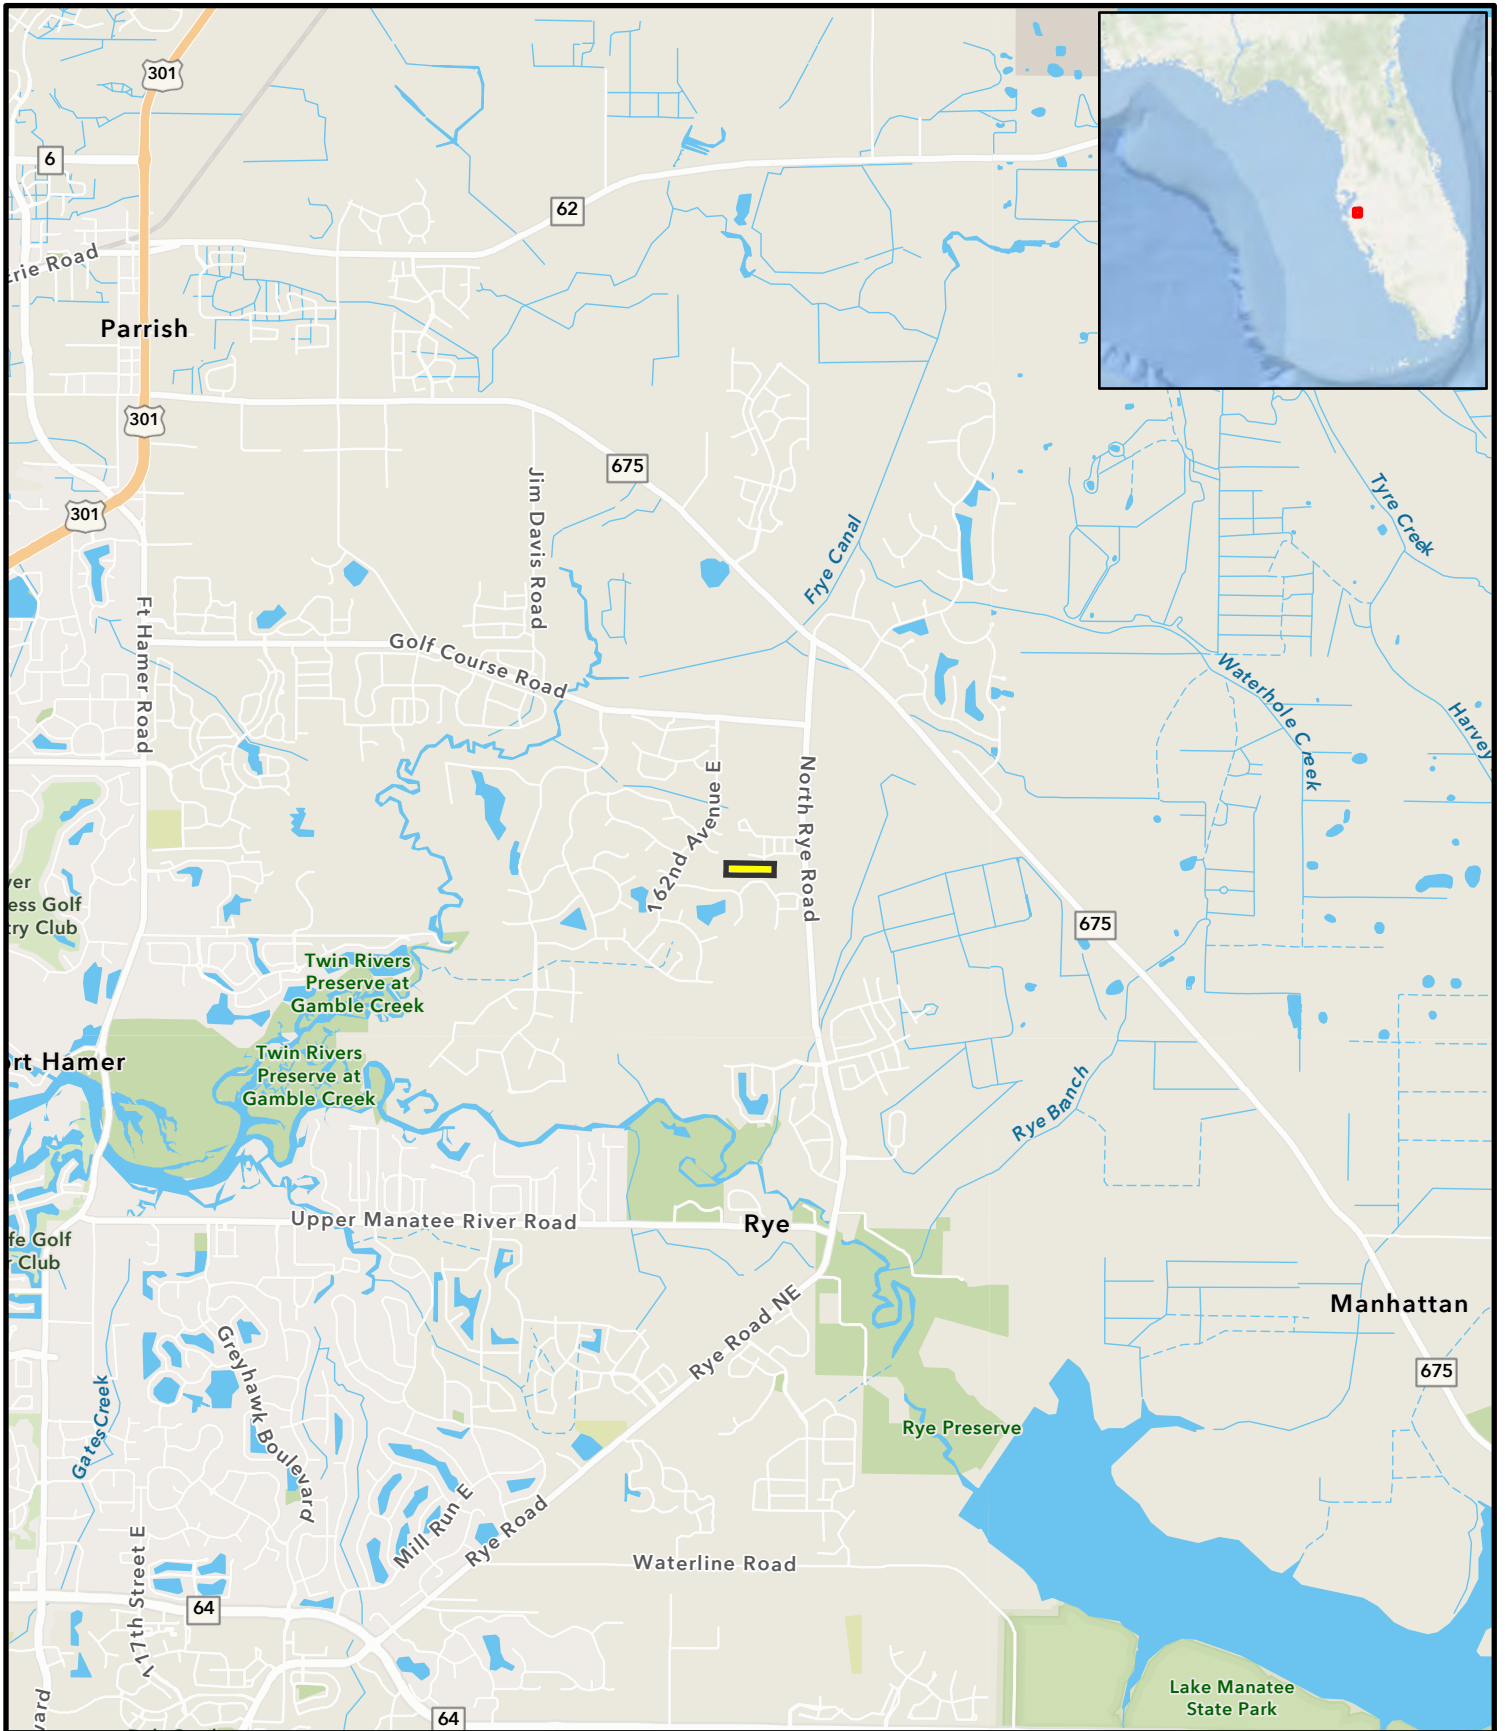 301
6
62
Erie Road
Parrish
301
675
301
Jim Davis Road
Frye Canal
Tyre Creek
Ft Hamer Road
Golf Course Road
Waterhole Creek
Harvey
162nd Avenue E
North Rye Road
ver
ess Golf
try Club
675
Twin Rivers
Preserve at
Gamble Creek
ort Hamer
Twin Rivers
Preserve at
Gamble Creek
Rye Branch
Upper Manatee River Road
Rye
fe Golf
Club
Rye Road NE
Manhattan
Greyhawk Boulevard
675
Gates Creek
Rye Preserve
Mill Run E
Rye Road
Waterline Road
117th Street E
64
Lake Manatee
State Park
vard
64